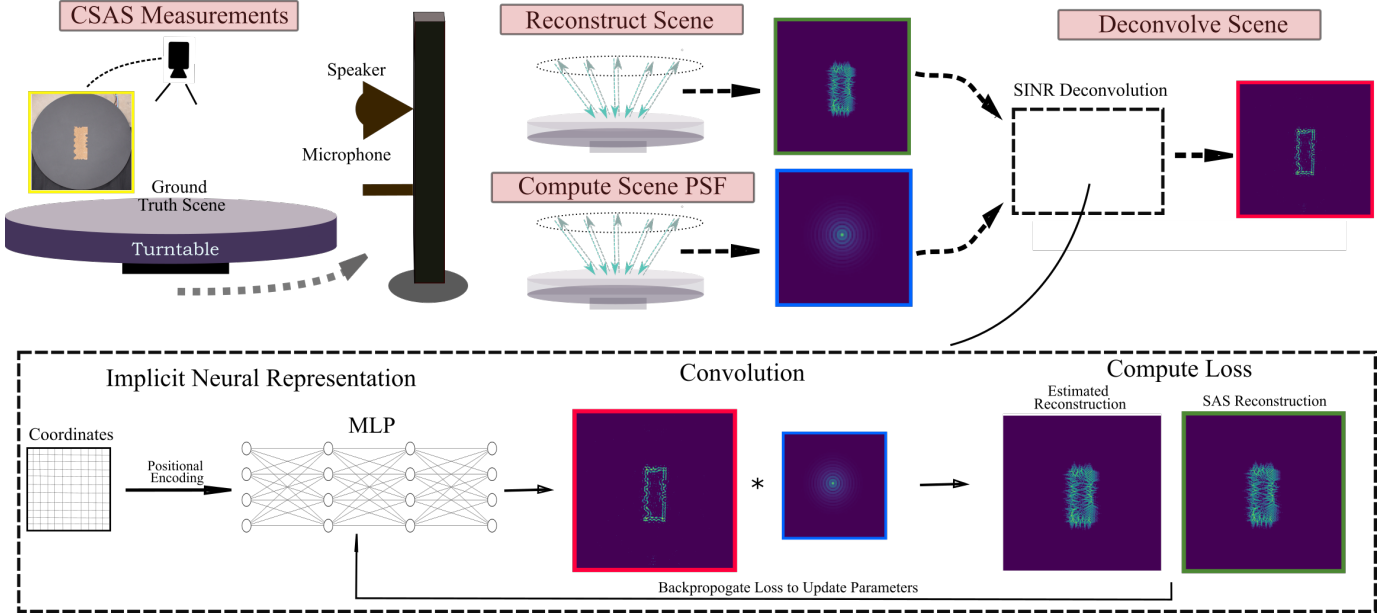 CSAS Measurements
Reconstruct Scene
Deconvolve Scene
Speaker
SINR Deconvolution
Microphone
Compute Scene PSF
Ground
Truth Scene
Turntable
Implicit Neural Representation
Convolution
Compute Loss
Estimated
Reconstruction
SAS Reconstruction
Coordinates
MLP
Positional
Encoding
*
Backpropogate Loss to Update Parameters